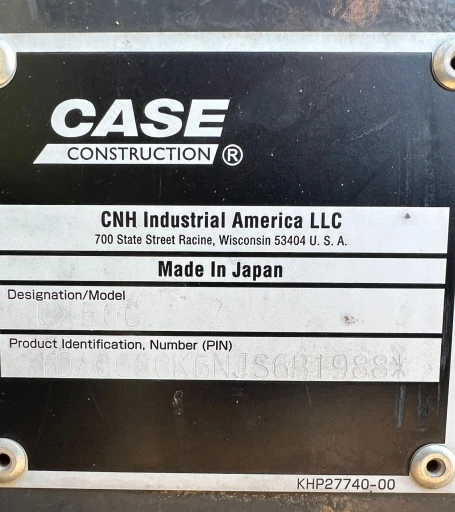 CASE
CONSTRUCTION ®
CNH Industrial America LLC
700 State Street Racine, Wisconsin 53404 U. S. A.
Made In Japan
Designation/Model
Product Identification, Number (PIN)
KHP27740-00